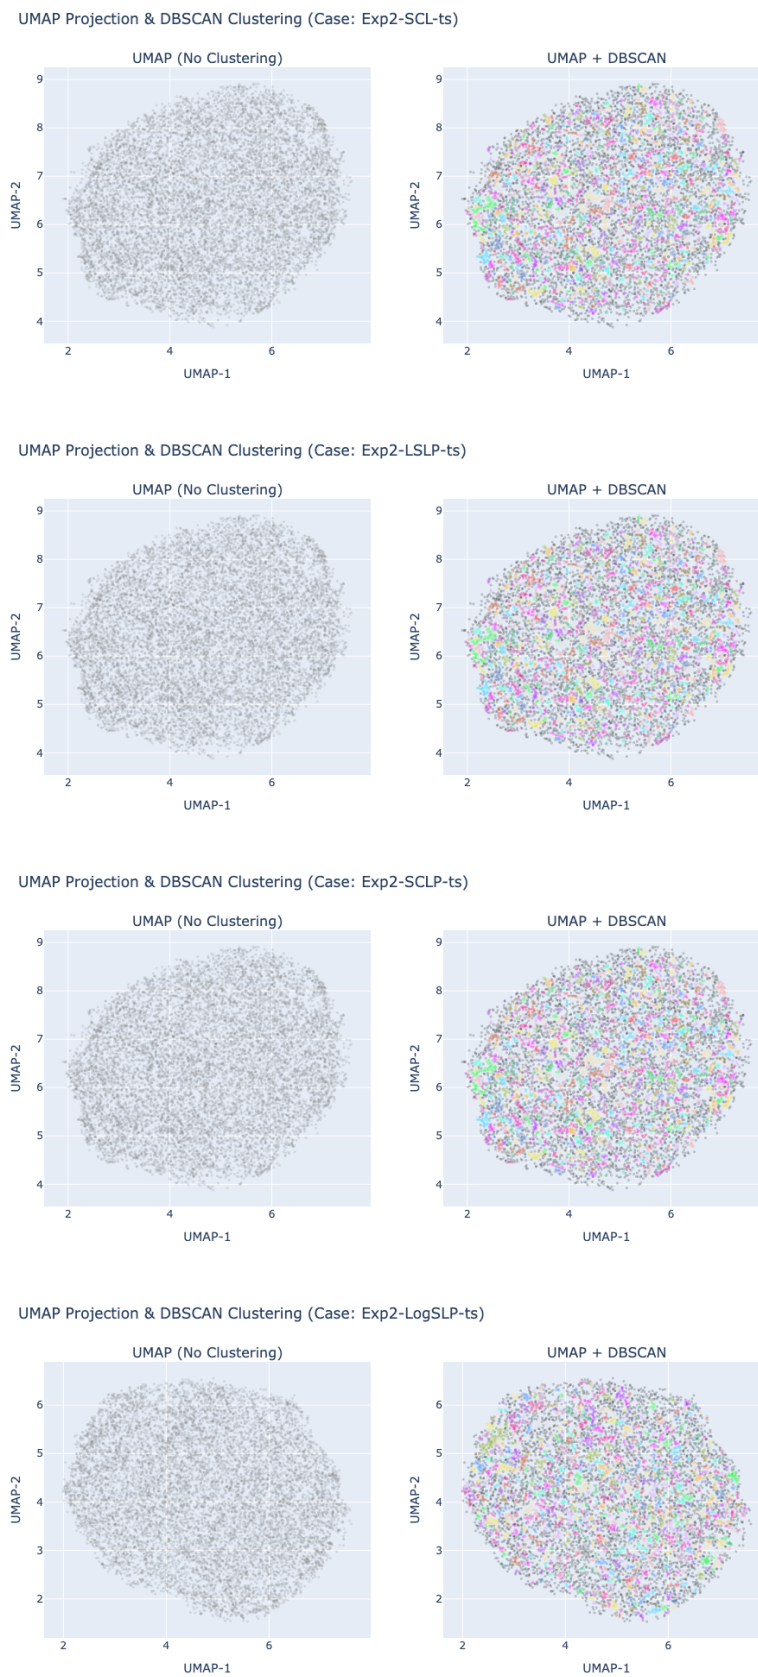 UMAP Projection & DBSCAN Clustering (Case: Exp2-SCL-ts)
UMAP (No Clustering)
UMAP + DBSCAN
9
8
7
6
5
4
UMAP-2
2
4
6
UMAP-1
9
8
7
6
5
4
UMAP-2
2
4
6
UMAP-1
UMAP Projection & DBSCAN Clustering (Case: Exp2-LSLP-ts)
UMAP (No Clustering)
UMAP + DBSCAN
9
8
7
6
5
4
UMAP-2
2
4
6
UMAP-1
9
8
7
6
5
4
UMAP-2
2
4
6
UMAP-1
UMAP Projection & DBSCAN Clustering (Case: Exp2-SCLP-ts)
UMAP (No Clustering)
UMAP + DBSCAN
9
8
7
6
5
4
UMAP-2
2
4
6
UMAP-1
9
8
7
6
5
4
UMAP-2
2
4
6
UMAP-1
UMAP Projection & DBSCAN Clustering (Case: Exp2-LogSLP-ts)
UMAP (No Clustering)
UMAP + DBSCAN
6
5
4
3
2
UMAP-2
2
4
6
UMAP-1
6
5
4
3
2
UMAP-2
2
4
6
UMAP-1